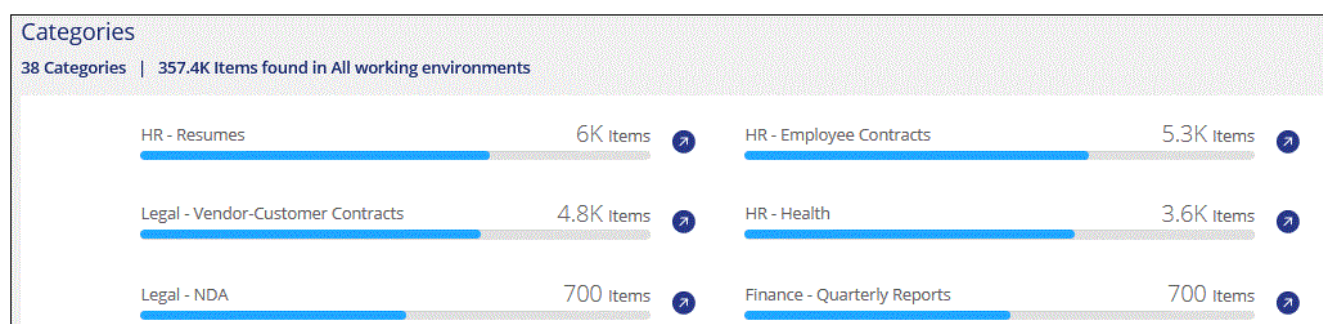 Categories
38 Categories | 357.4K Items found in All working environments
HR - Resumes 6K Items
HR - Employee Contracts 5.3K Items
Legal - Vendor-Customer Contracts 4.8K Items
HR - Health 3.6K Items
Legal - NDA 700 Items
Finance - Quarterly Reports 700 Items